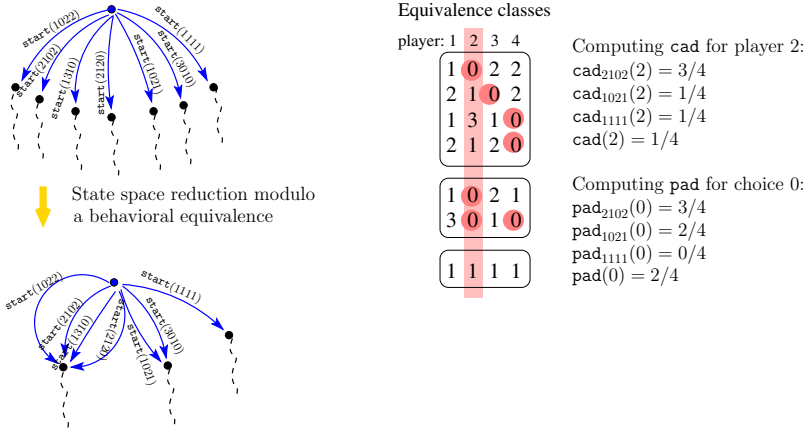 start(1022)
start(2102)
start(1310)
start(2120)
start(1021)
start(3010)
start(1111)
State space reduction modulo
a behavioral equivalence
start(1022)
start(2102)
start(1310)
start(2120)
start(1021)
start(3010)
start(1111)
Equivalence classes
player: 1 2 3 4
1 0 2 2
2 1 0 2
1 3 1 0
2 1 2 0
1 0 2 1
3 0 1 0
1 1 1 1
Computing cad for player 2:
cad₂₁₀₂(2) = 3/4
cad₁₀₂₁(2) = 1/4
cad₁₁₁₁(2) = 1/4
cad(2) = 1/4
Computing pad for choice 0:
pad₂₁₀₂(0) = 3/4
pad₁₀₂₁(0) = 2/4
pad₁₁₁₁(0) = 0/4
pad(0) = 2/4